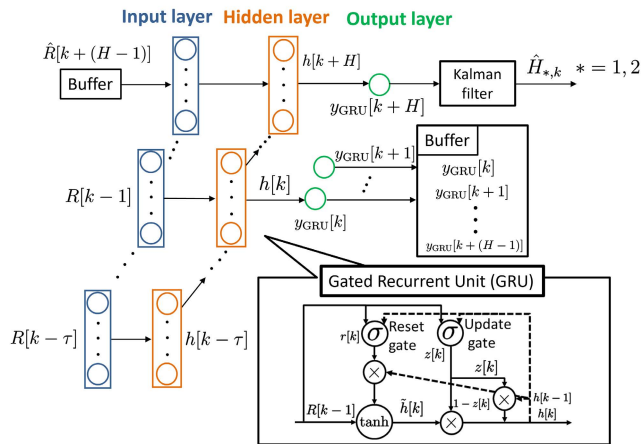 Input layer Hidden layer Output layer
R̂[k + (H − 1)]
Buffer
h[k + H]
y_GRU[k + H]
Kalman
filter
Ĥ_{*,k} * = 1, 2
R[k − 1]
h[k]
y_GRU[k + 1]
y_GRU[k]
Buffer
y_GRU[k]
y_GRU[k + 1]
y_GRU[k + (H − 1)]
R[k − τ]
h[k − τ]
Gated Recurrent Unit (GRU)
r[k]
σ
Reset
gate
σ
Update
gate
z[k]
z[k]
×
×
h[k − 1]
1 − z[k]
R[k − 1]
tanh
h̃[k]
×
h[k]